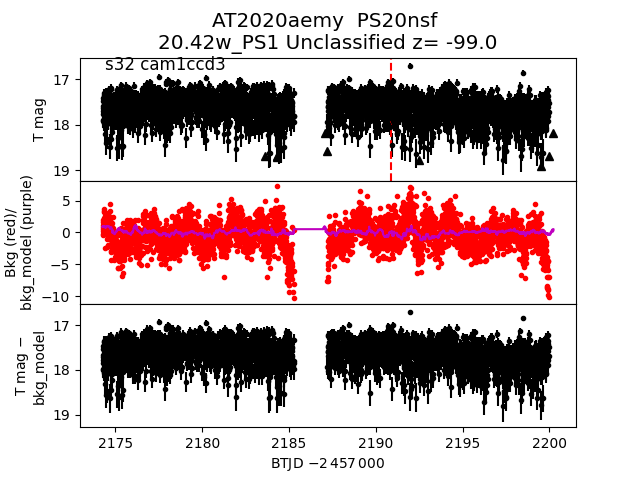 AT2020aemy  PS20nsf
20.42w_PS1 Unclassified z= -99.0
s32 cam1ccd3
17
18
19
T mag
5
0
−5
−10
Bkg (red)/
bkg_model (purple)
17
18
19
T mag −
bkg_model
2175
2180
2185
2190
2195
2200
BTJD −2 457 000